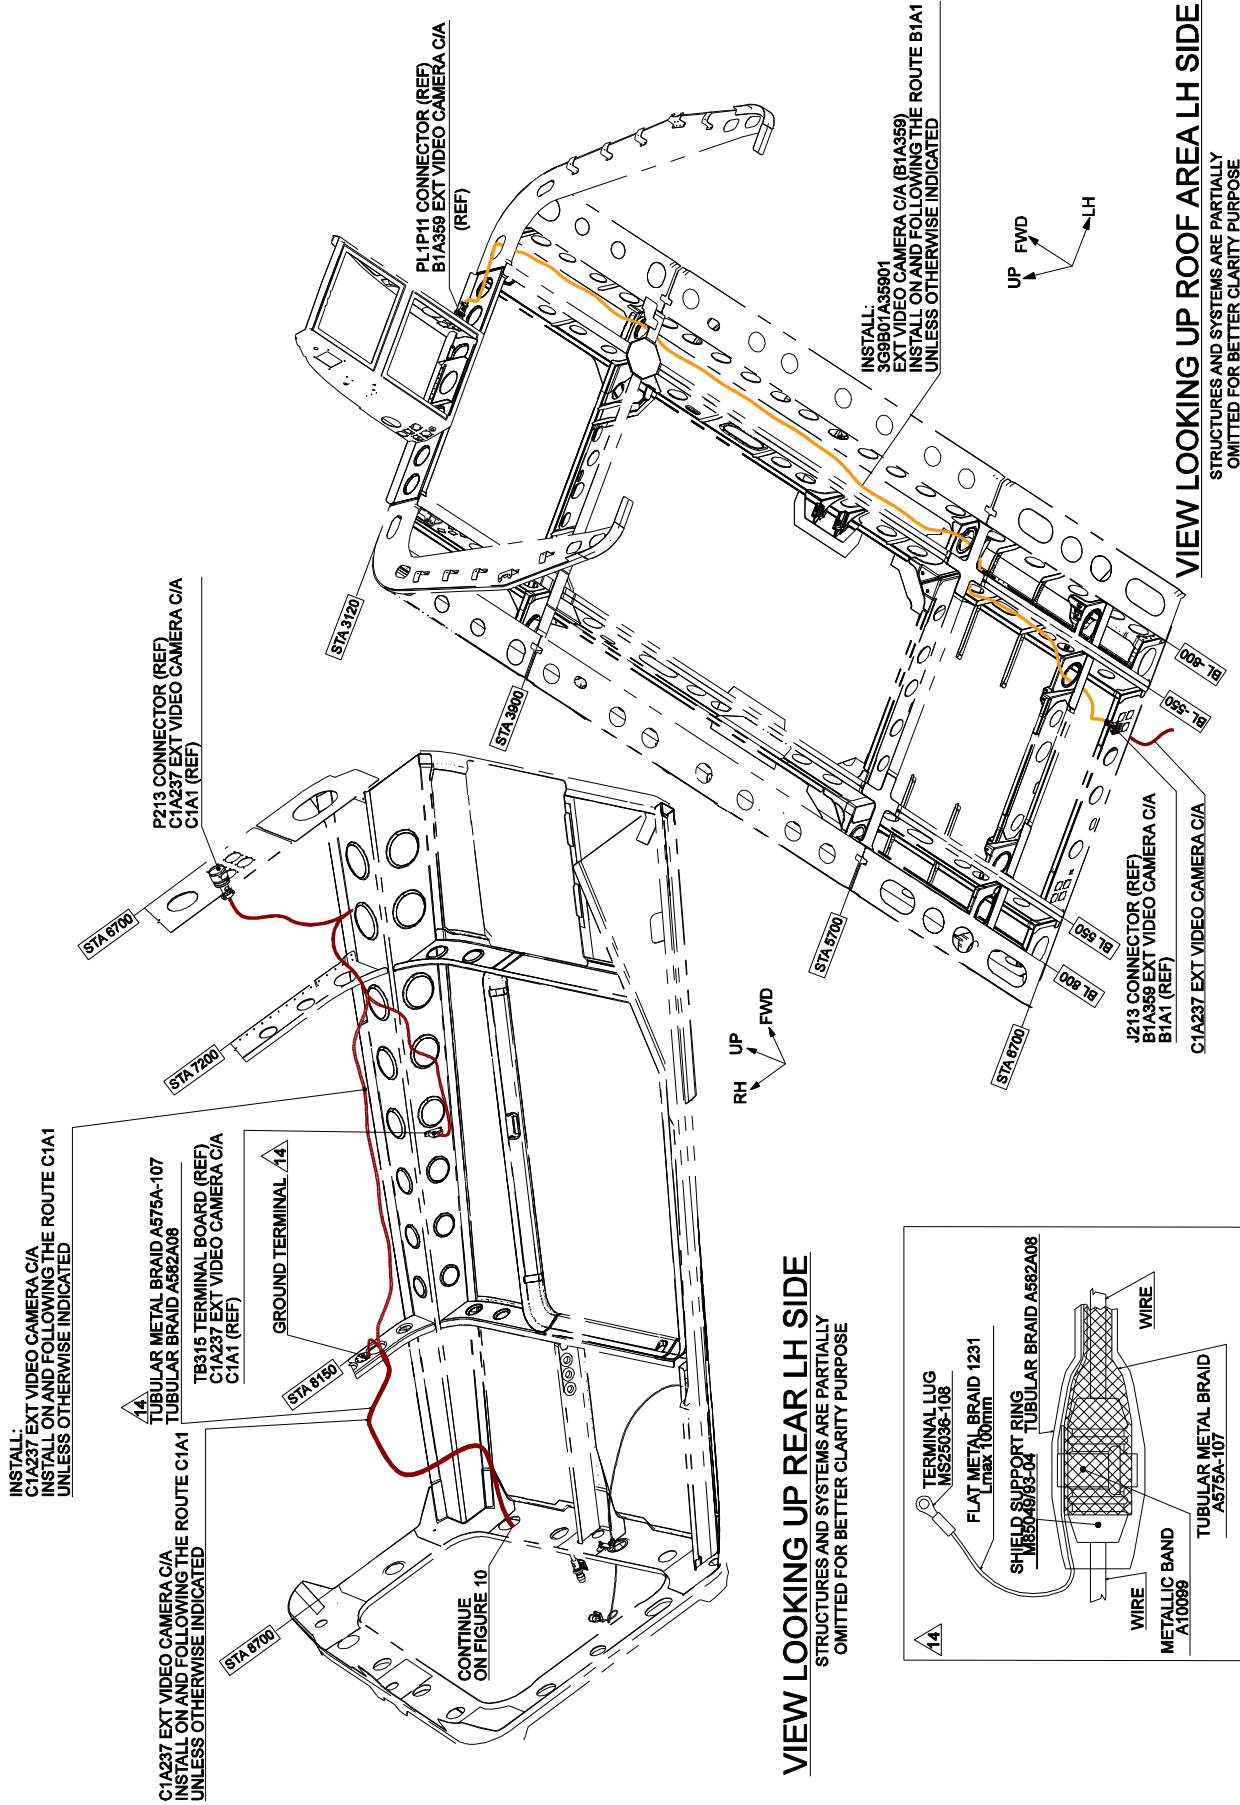 INSTALL:
C1A237 EXT VIDEO CAMERA C/A
INSTALL ON AND FOLLOWING THE ROUTE C1A1
UNLESS OTHERWISE INDICATED
14
TUBULAR METAL BRAID A575A-107
TUBULAR BRAID A582A08
TB315 TERMINAL BOARD (REF)
C1A237 EXT VIDEO CAMERA C/A
C1A1 (REF)
GROUND TERMINAL
14
C1A237 EXT VIDEO CAMERA C/A
INSTALL ON AND FOLLOWING THE ROUTE C1A1
UNLESS OTHERWISE INDICATED
P213 CONNECTOR (REF)
C1A237 EXT VIDEO CAMERA C/A
C1A1 (REF)
STA 6700
STA 7200
STA 8150
STA 8700
CONTINUE
ON FIGURE 10
RH
UP
FWD
VIEW LOOKING UP REAR LH SIDE
STRUCTURES AND SYSTEMS ARE PARTIALLY
OMITTED FOR BETTER CLARITY PURPOSE
PL1P11 CONNECTOR (REF)
B1A359 EXT VIDEO CAMERA C/A
(REF)
STA 3120
STA 3900
STA 5700
STA 6700
BL 800
BL 550
BL -550
BL -800
INSTALL:
3G9B01A35901
EXT VIDEO CAMERA C/A (B1A359)
INSTALL ON AND FOLLOWING THE ROUTE B1A1
UNLESS OTHERWISE INDICATED
J213 CONNECTOR (REF)
B1A359 EXT VIDEO CAMERA C/A
B1A1 (REF)
C1A237 EXT VIDEO CAMERA C/A
UP
FWD
LH
VIEW LOOKING UP ROOF AREA LH SIDE
STRUCTURES AND SYSTEMS ARE PARTIALLY
OMITTED FOR BETTER CLARITY PURPOSE
14
TERMINAL LUG
MS25036-108
FLAT METAL BRAID 1231
Lmax 100mm
SHIELD SUPPORT RING
M85049/93-04
TUBULAR BRAID A582A08
WIRE
WIRE
METALLIC BAND
A10099
TUBULAR METAL BRAID
A575A-107